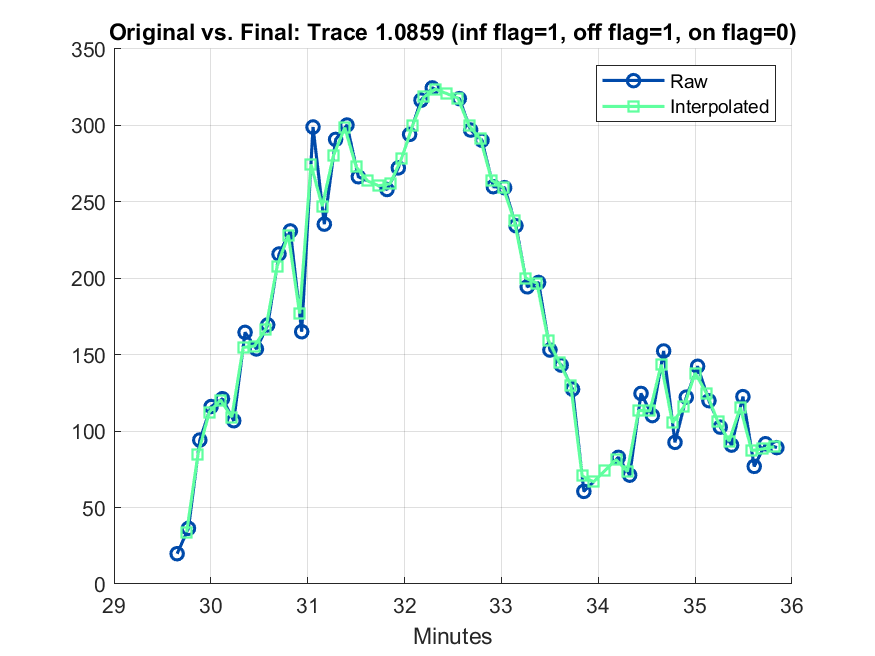 Original vs. Final: Trace 1.0859 (inf flag=1, off flag=1, on flag=0)
350
300
250
200
150
100
50
0
Raw
Interpolated
29 30 31 32 33 34 35 36
Minutes